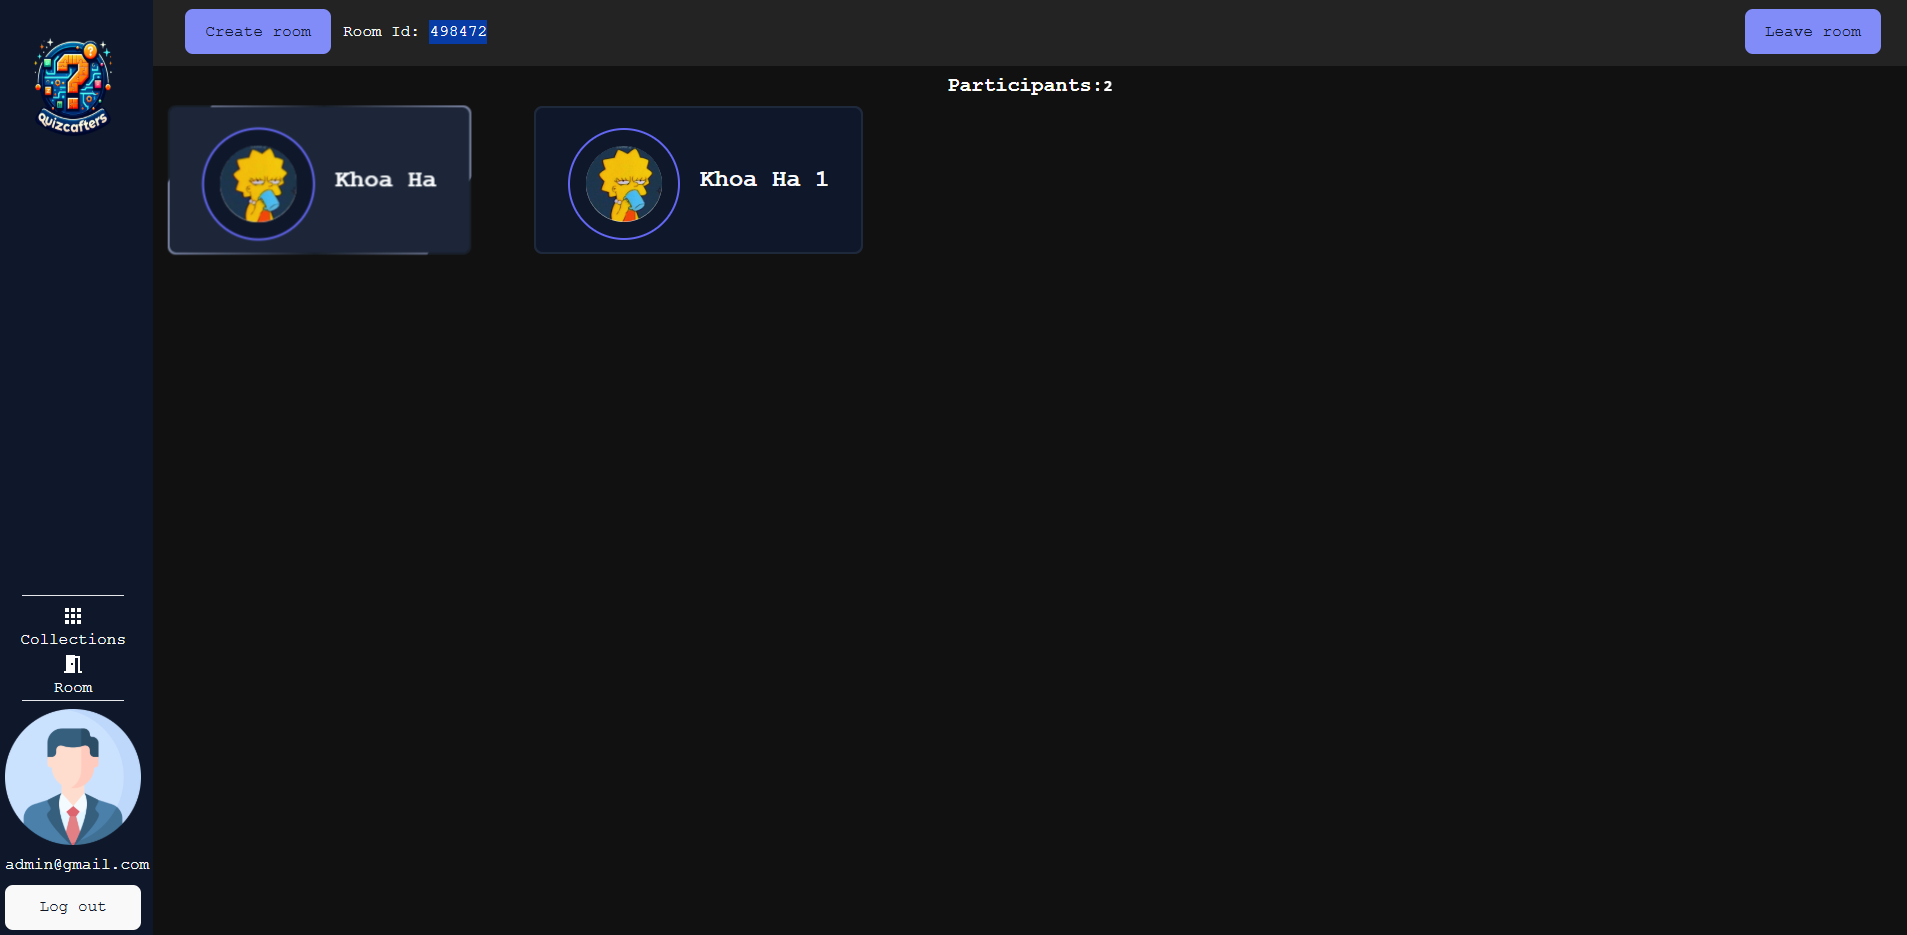 ?
quizcafters
Create room
Room Id: 498472
Leave room
Participants:2
Khoa Ha
Khoa Ha 1
Collections
Room
admin@gmail.com
Log out